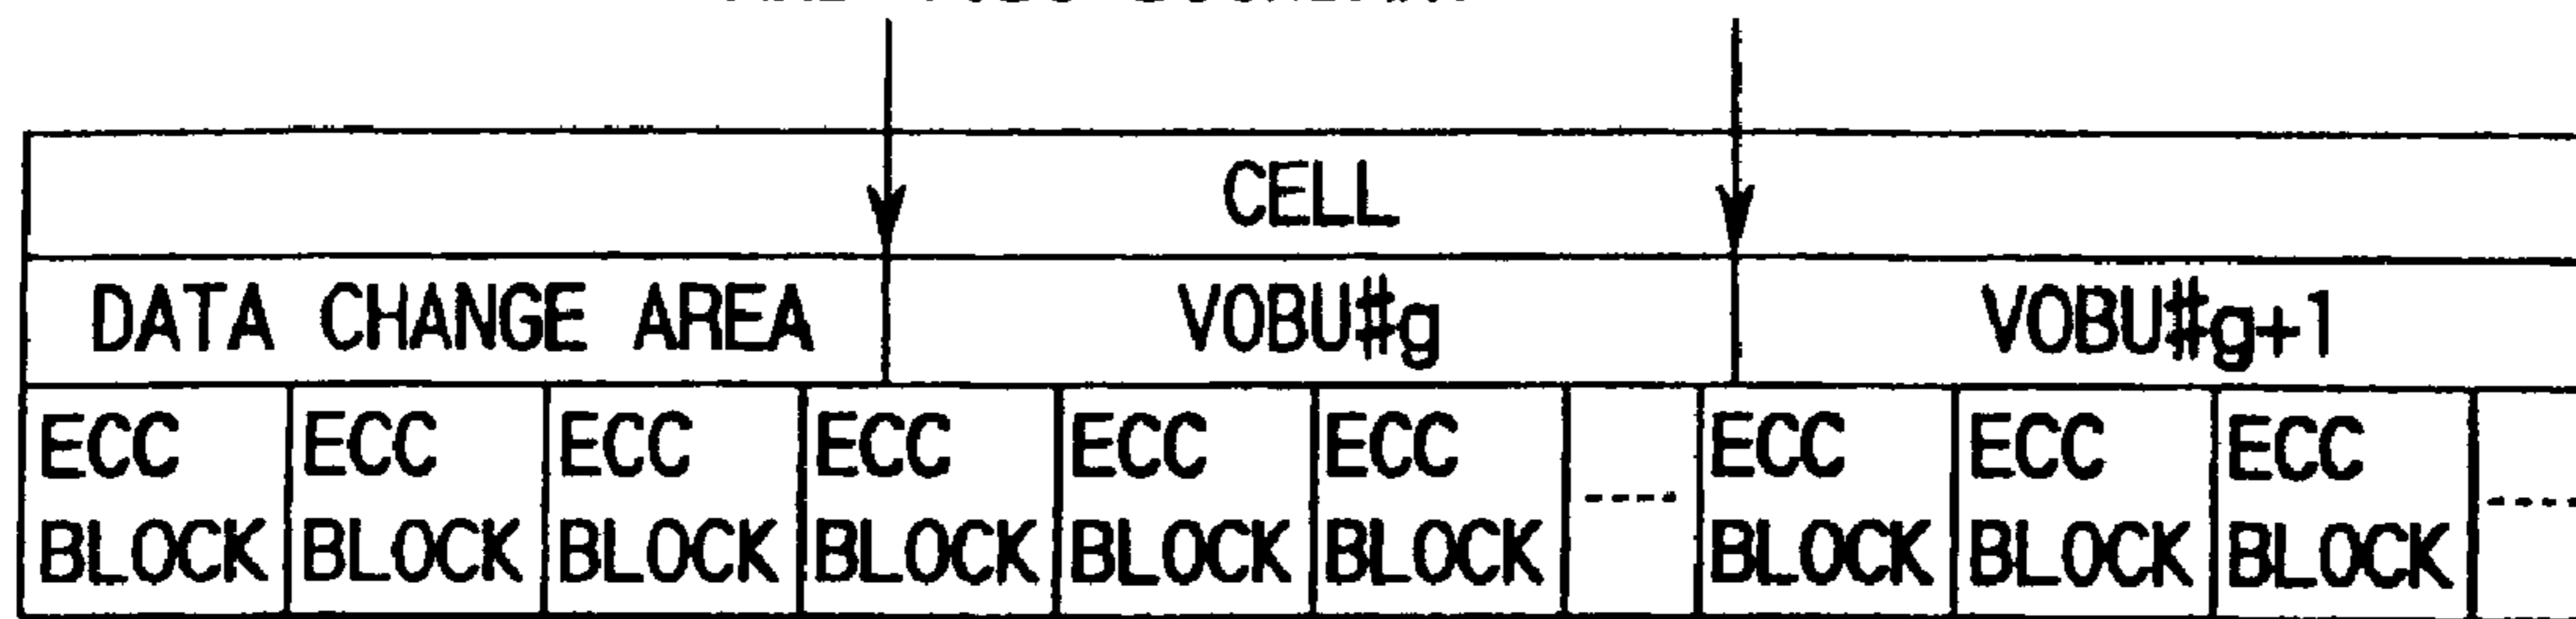 CELL
DATA CHANGE AREA VOBU#g VOBU#g+1
ECC ECC ECC ECC ECC ECC ECC ECC ECC
BLOCK BLOCK BLOCK BLOCK BLOCK BLOCK ---- BLOCK BLOCK BLOCK ----